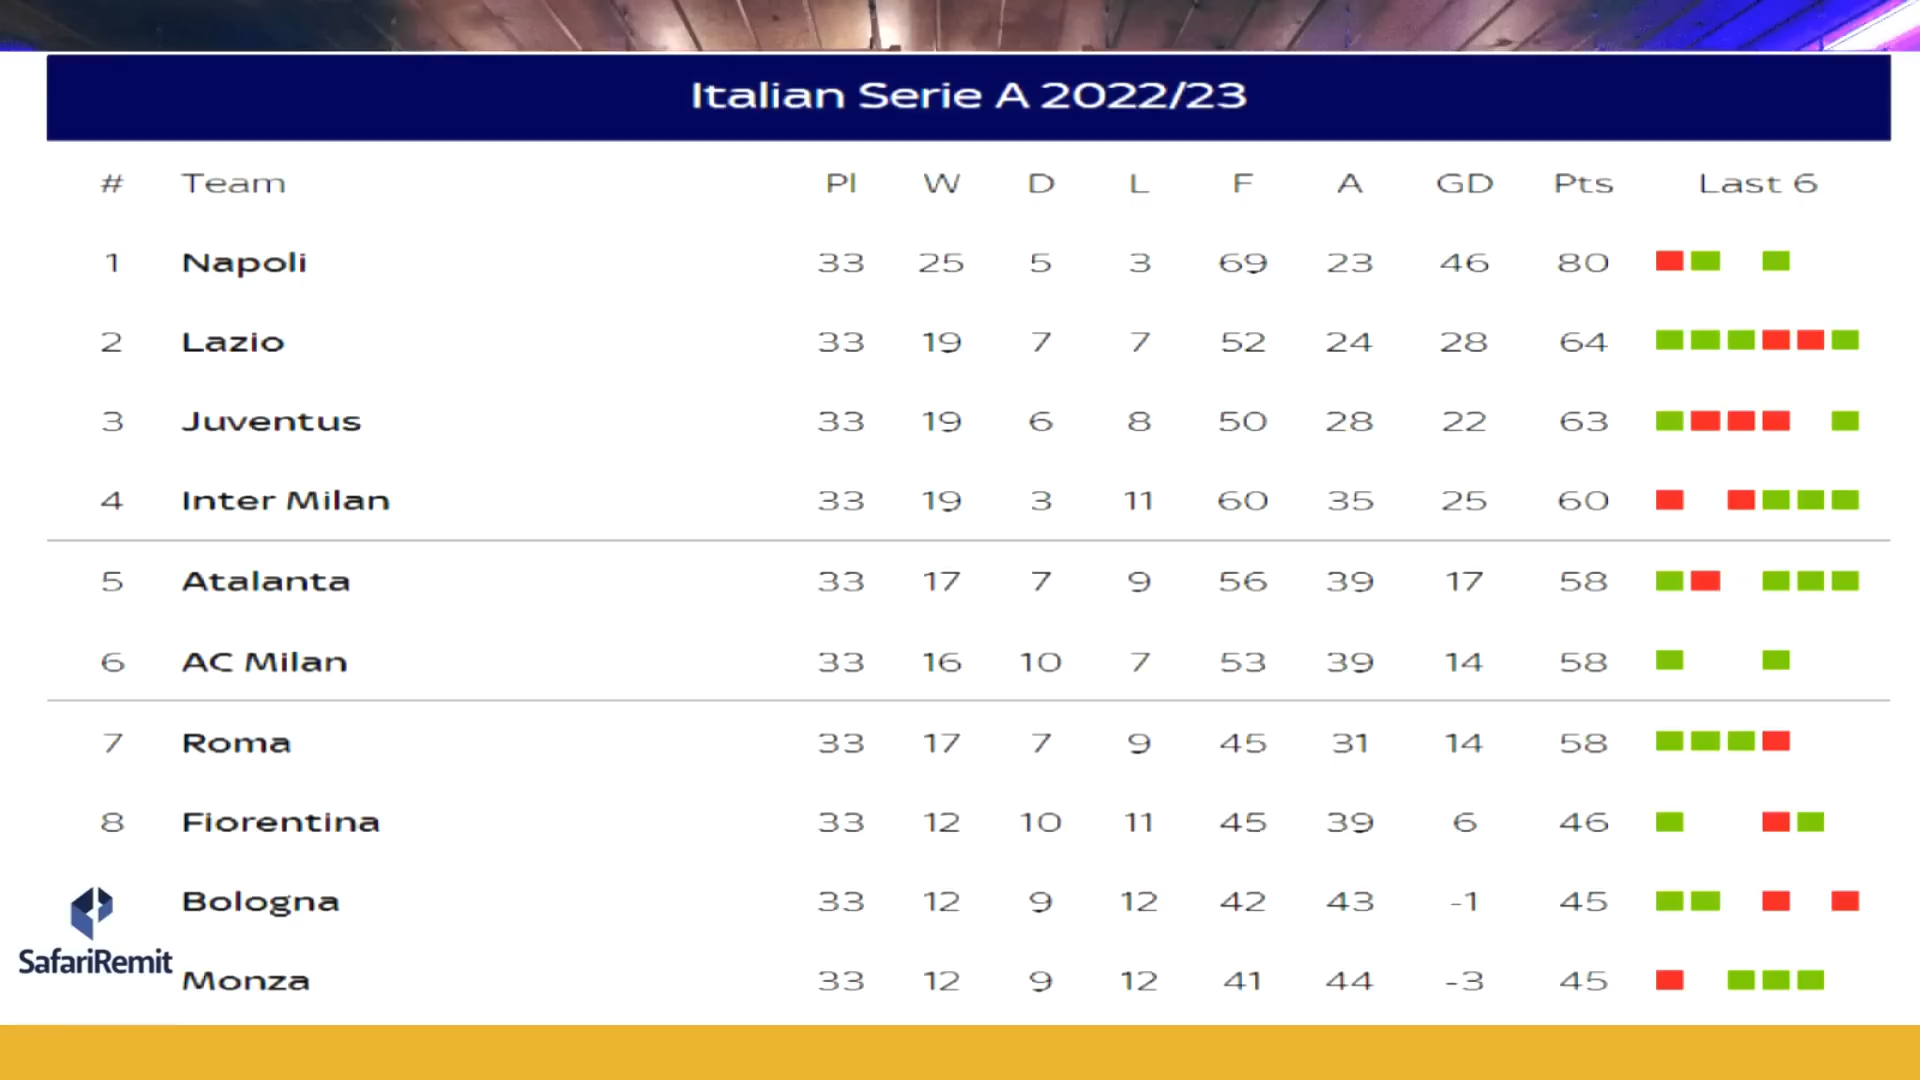 Italian Serie A 2022/23
# Team Pl W D L F A GD Pts Last 6
1 Napoli 33 25 5 3 69 23 46 80
2 Lazio 33 19 7 7 52 24 28 64
3 Juventus 33 19 6 8 50 28 22 63
4 Inter Milan 33 19 3 11 60 35 25 60
5 Atalanta 33 17 7 9 56 39 17 58
6 AC Milan 33 16 10 7 53 39 14 58
7 Roma 33 17 7 9 45 31 14 58
8 Fiorentina 33 12 10 11 45 39 6 46
Bologna 33 12 9 12 42 43 -1 45
SafariRemit
Monza 33 12 9 12 41 44 -3 45